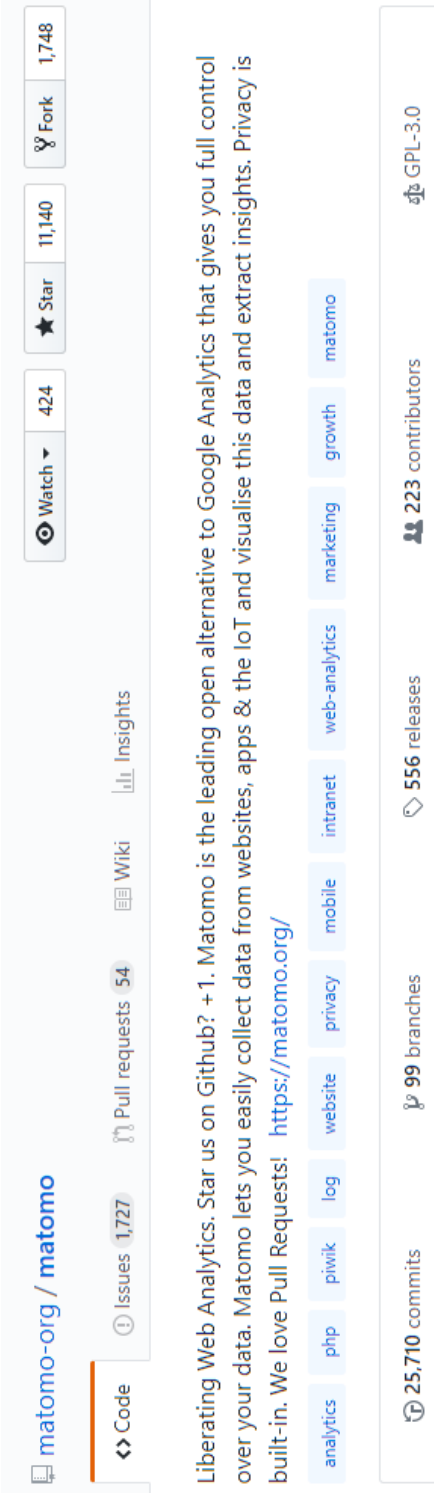 matomo-org / matomo
Watch 424 Star 11,140 Fork 1,748
Code Issues 1,727 Pull requests 54 Wiki Insights
Liberating Web Analytics. Star us on Github? +1. Matomo is the leading open alternative to Google Analytics that gives you full control
over your data. Matomo lets you easily collect data from websites, apps & the IoT and visualise this data and extract insights. Privacy is
built-in. We love Pull Requests! https://matomo.org/
analytics php piwik log website privacy mobile intranet web-analytics marketing growth matomo
25,710 commits 99 branches 556 releases 223 contributors GPL-3.0